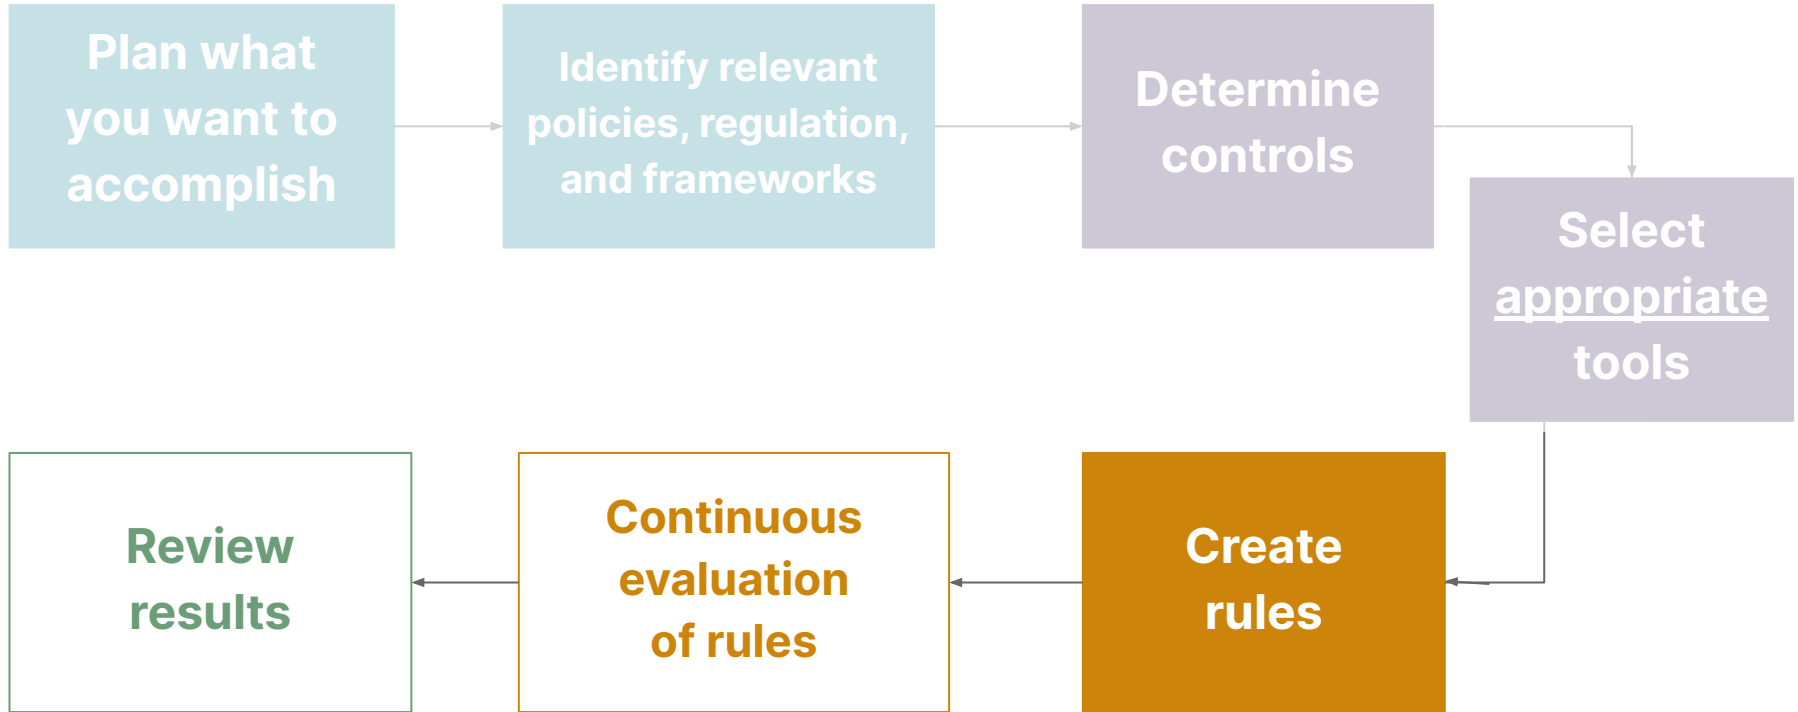 Plan what
you want to
accomplish
Identify relevant
policies, regulation,
and frameworks
Determine
controls
Select
appropriate
tools
Create
rules
Continuous
evaluation
of rules
Review
results